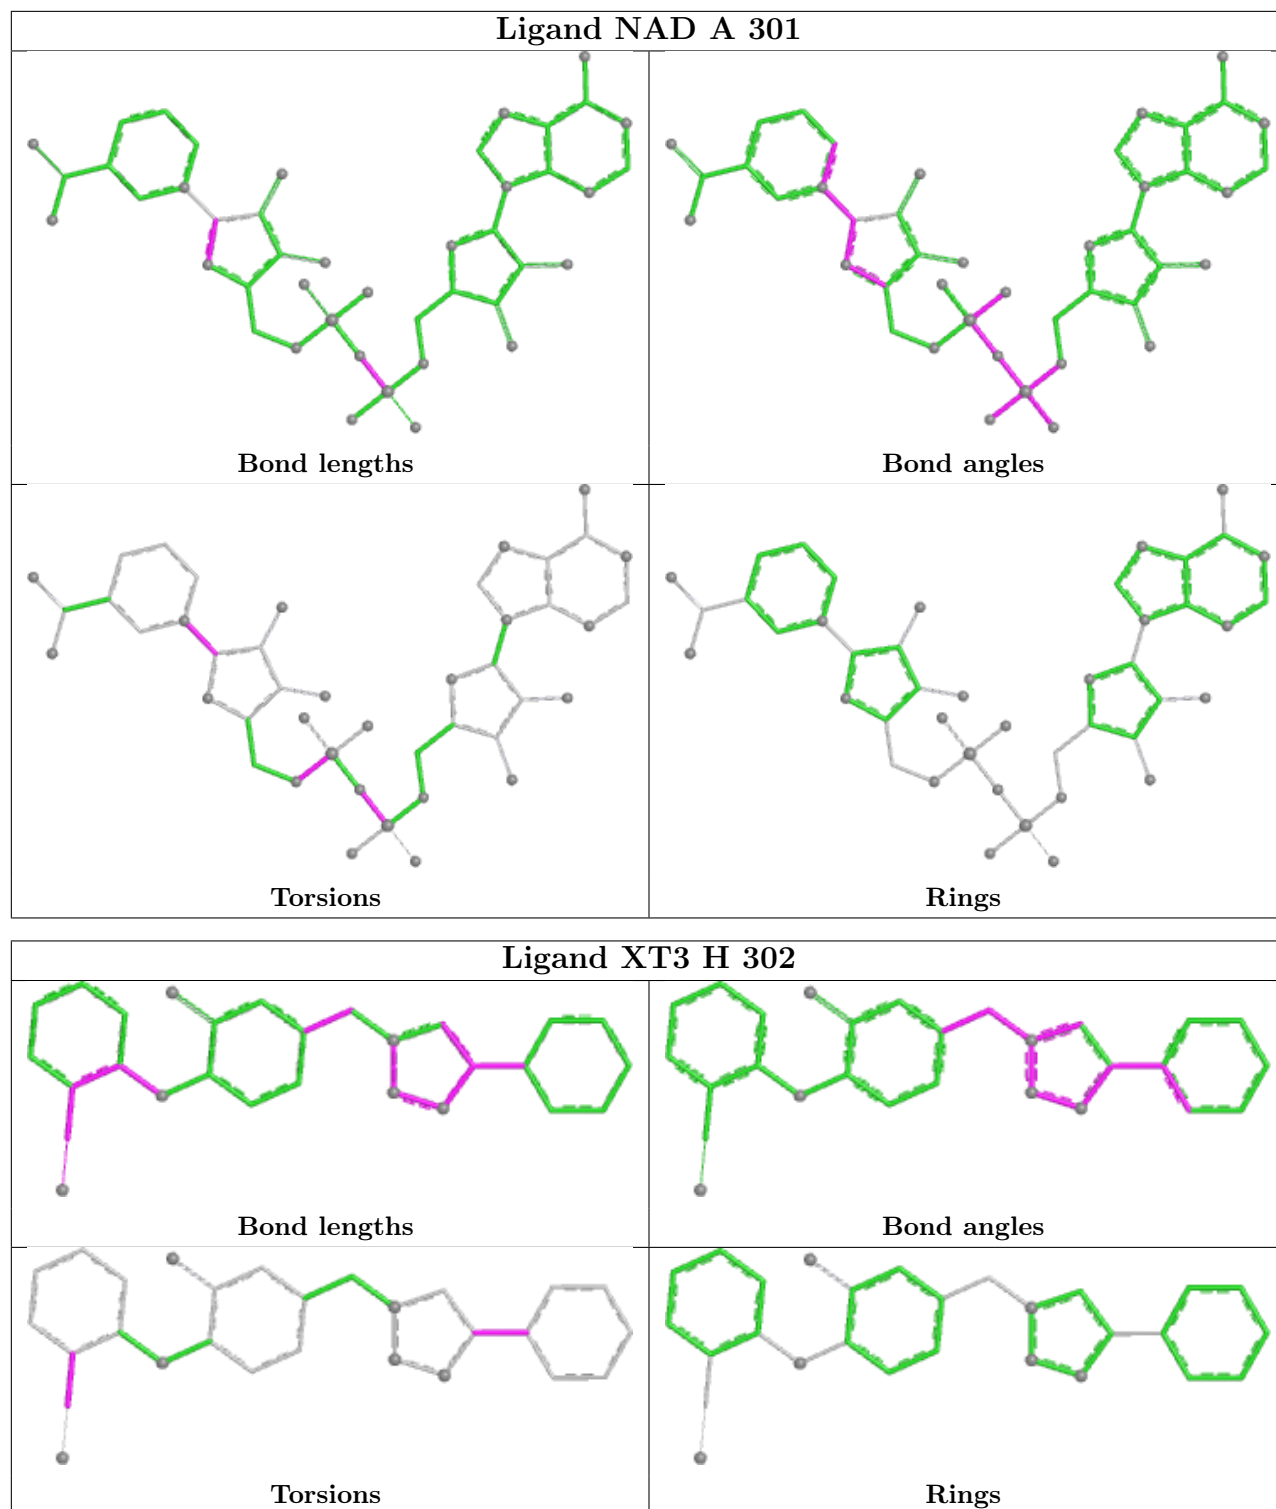 Ligand NAD A 301
Bond lengths
Bond angles
Torsions
Rings
Ligand XT3 H 302
Bond lengths
Bond angles
Torsions
Rings